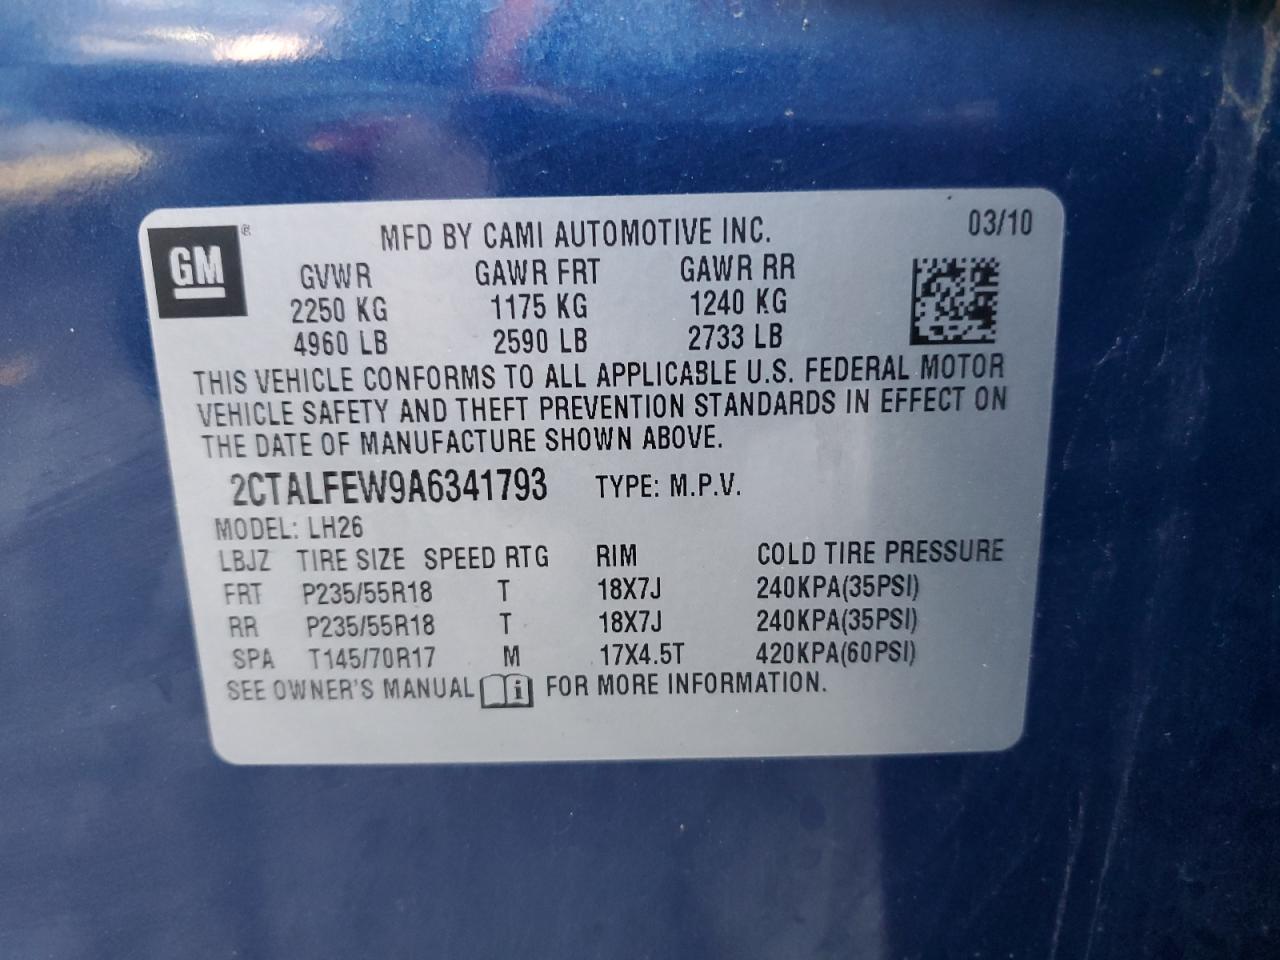 GM ®
MFD BY CAMI AUTOMOTIVE INC. 03/10
GVWR GAWR FRT GAWR RR
2250 KG 1175 KG 1240 KG
4960 LB 2590 LB 2733 LB
THIS VEHICLE CONFORMS TO ALL APPLICABLE U.S. FEDERAL MOTOR
VEHICLE SAFETY AND THEFT PREVENTION STANDARDS IN EFFECT ON
THE DATE OF MANUFACTURE SHOWN ABOVE.
2CTALFEW9A6341793 TYPE: M.P.V.
MODEL: LH26
LBJZ TIRE SIZE SPEED RTG RIM COLD TIRE PRESSURE
FRT P235/55R18 T 18X7J 240KPA(35PSI)
RR P235/55R18 T 18X7J 240KPA(35PSI)
SPA T145/70R17 M 17X4.5T 420KPA(60PSI)
SEE OWNER'S MANUAL i FOR MORE INFORMATION.